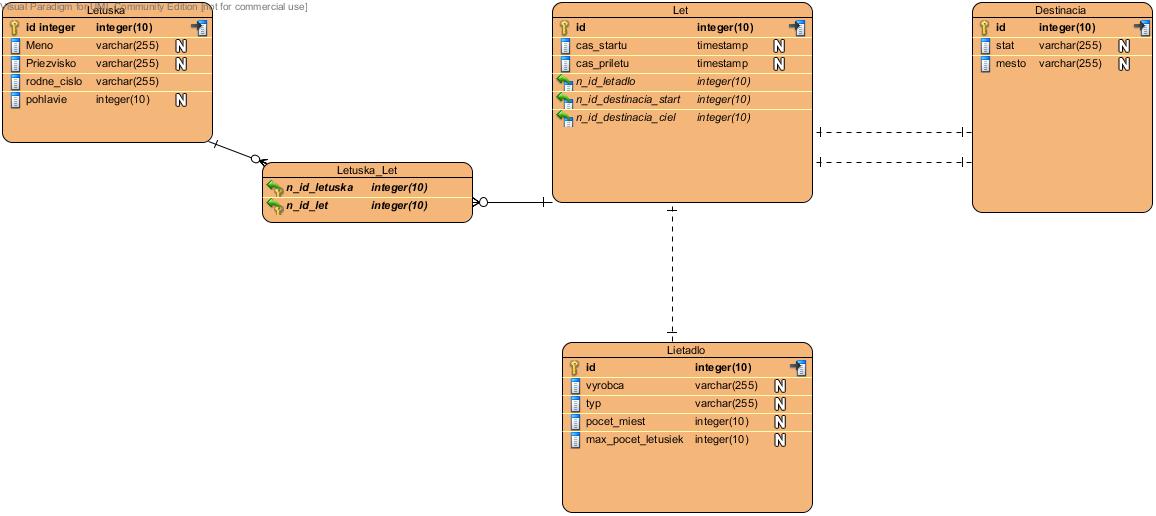 Visual Paradigm for UML Community Edition [not for commercial use]
Letuska
id integer integer(10)
Meno varchar(255) N
Priezvisko varchar(255) N
rodne_cislo varchar(255)
pohlavie integer(10) N
Let
id integer(10)
cas_startu timestamp N
cas_priletu timestamp N
n_id_letadlo integer(10)
n_id_destinacia_start integer(10)
n_id_destinacia_ciel integer(10)
Destinacia
id integer(10)
stat varchar(255) N
mesto varchar(255) N
Letuska_Let
n_id_letuska integer(10)
n_id_let integer(10)
Lietadlo
id integer(10)
vyrobca varchar(255) N
typ varchar(255) N
pocet_miest integer(10) N
max_pocet_letusiek integer(10) N